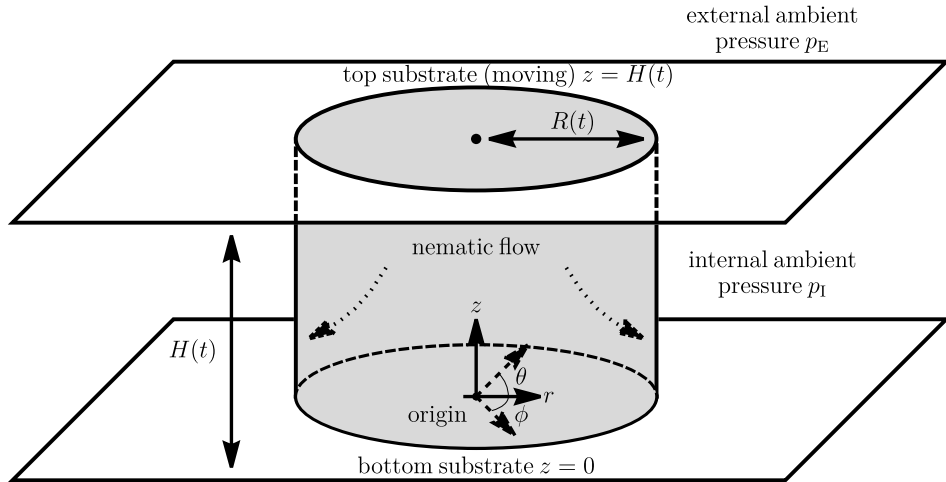 external ambient
pressure p_E
top substrate (moving) z = H(t)
R(t)
nematic flow
internal ambient
pressure p_I
H(t)
z
θ
r
ϕ
origin
bottom substrate z = 0